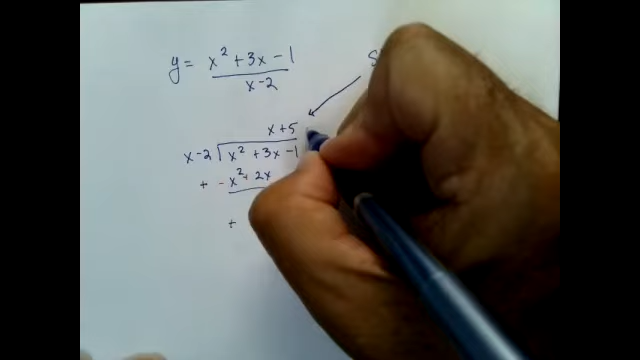 y = x² + 3x - 1
x - 2
x + 5
x - 2 x² + 3x - 1
+ - x² + 2x
+